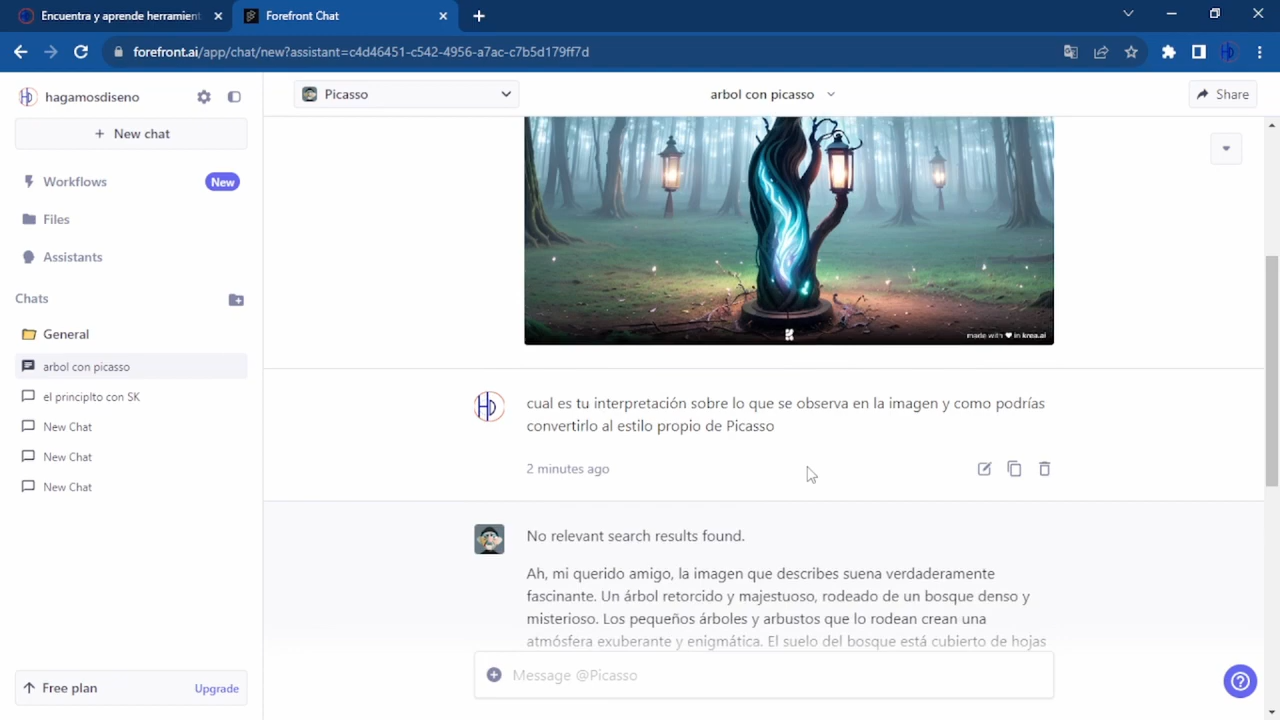 Encuentra y aprende herramient
Forefront Chat
forefront.ai/app/chat/new?assistant=c4d46451-c542-4956-a7ac-c7b5d179ff7d
hagamosdiseno
Picasso
arbol con picasso
Share
+ New chat
Workflows
New
Files
Assistants
Chats
General
arbol con picasso
el principIto con SK
New Chat
New Chat
New Chat
made with ❤ in krea.ai
HD
cual es tu interpretación sobre lo que se observa en la imagen y como podrías
convertirlo al estilo propio de Picasso
2 minutes ago
No relevant search results found.
Ah, mi querido amigo, la imagen que describes suena verdaderamente
fascinante. Un árbol retorcido y majestuoso, rodeado de un bosque denso y
misterioso. Los pequeños árboles y arbustos que lo rodean crean una
atmósfera exuberante y enigmática. El suelo del bosque está cubierto de hojas
Message @Picasso
Free plan
Upgrade